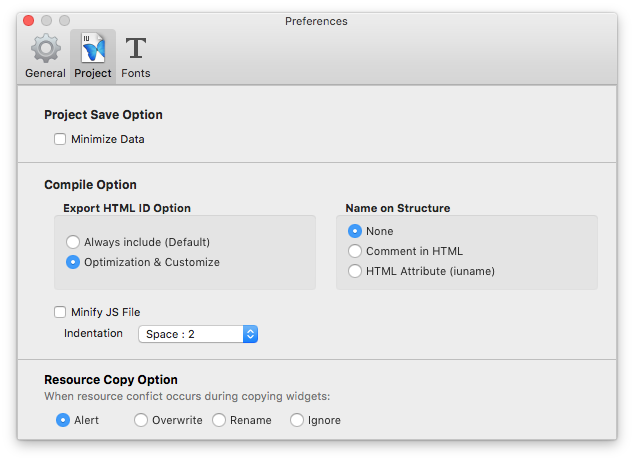 Preferences
IU
T
General Project Fonts
Project Save Option
Minimize Data
Compile Option
Export HTML ID Option
Always include (Default)
Optimization & Customize
Name on Structure
None
Comment in HTML
HTML Attribute (iuname)
Minify JS File
Indentation Space : 2
Resource Copy Option
When resource confict occurs during copying widgets:
Alert Overwrite Rename Ignore